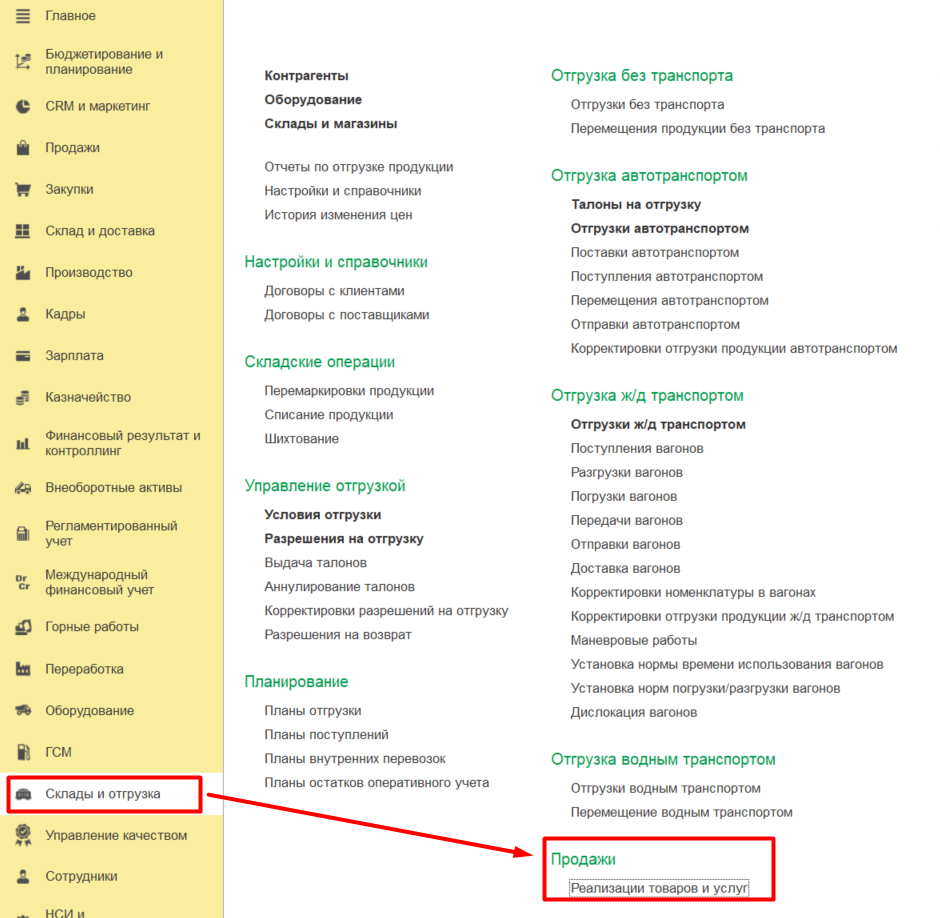 Главное
Бюджетирование и
планирование
CRM и маркетинг
Продажи
Закупки
Склад и доставка
Производство
Кадры
Зарплата
Казначейство
Финансовый результат и
контроллинг
Внеоборотные активы
Регламентированный
учет
Международный
финансовый учет
Горные работы
Переработка
Оборудование
ГСМ
Склады и отгрузка
Управление качеством
Сотрудники
НСИ и
Контрагенты
Оборудование
Склады и магазины
Отчеты по отгрузке продукции
Настройки и справочники
История изменения цен
Настройки и справочники
Договоры с клиентами
Договоры с поставщиками
Складские операции
Перемаркировки продукции
Списание продукции
Шихтование
Управление отгрузкой
Условия отгрузки
Разрешения на отгрузку
Выдача талонов
Аннулирование талонов
Корректировки разрешений на отгрузку
Разрешения на возврат
Планирование
Планы отгрузки
Планы поступлений
Планы внутренних перевозок
Планы остатков оперативного учета
Отгрузка без транспорта
Отгрузки без транспорта
Перемещения продукции без транспорта
Отгрузка автотранспортом
Талоны на отгрузку
Отгрузки автотранспортом
Поставки автотранспортом
Поступления автотранспортом
Перемещения автотранспортом
Отправки автотранспортом
Корректировки отгрузки продукции автотранспортом
Отгрузка ж/д транспортом
Отгрузки ж/д транспортом
Поступления вагонов
Разгрузки вагонов
Погрузки вагонов
Передачи вагонов
Отправки вагонов
Доставка вагонов
Корректировки номенклатуры в вагонах
Корректировки отгрузки продукции ж/д транспортом
Маневровые работы
Установка нормы времени использования вагонов
Установка норм погрузки/разгрузки вагонов
Дислокация вагонов
Отгрузка водным транспортом
Отгрузки водным транспортом
Перемещение водным транспортом
Продажи
Реализации товаров и услуг